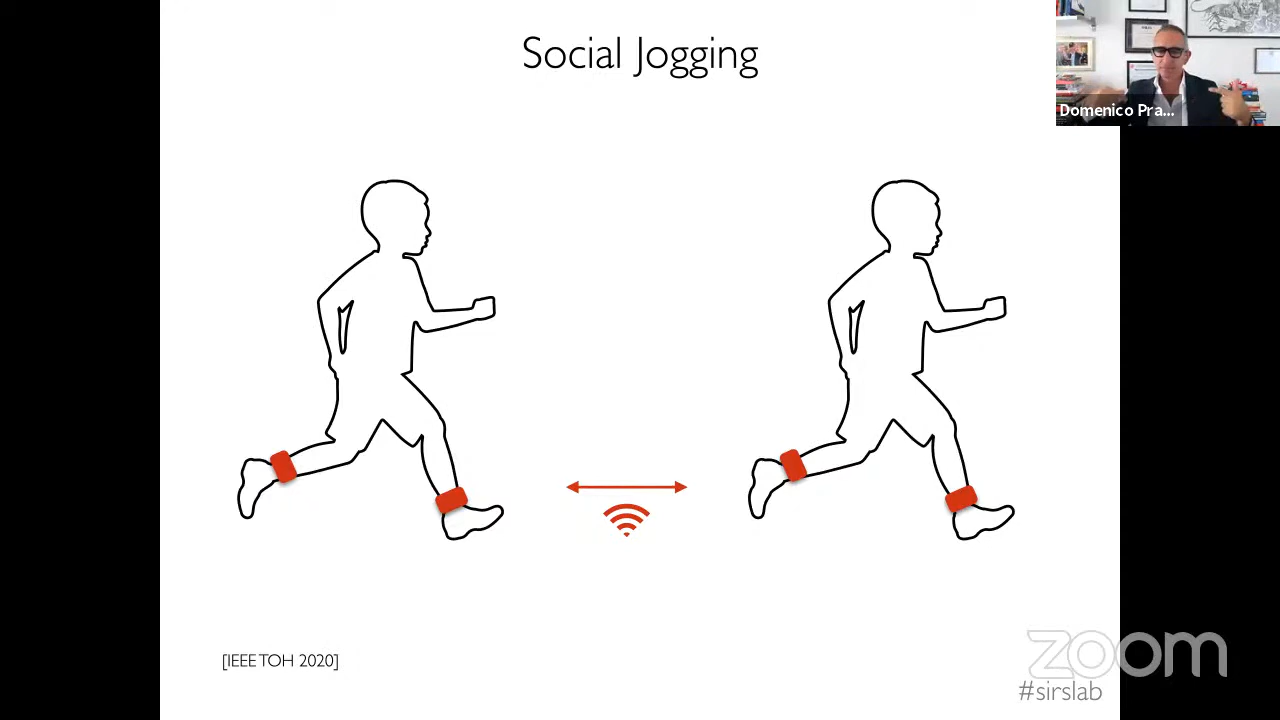 Social Jogging
Domenico Pra...
[IEEE TOH 2020]
zoom
#sirslab